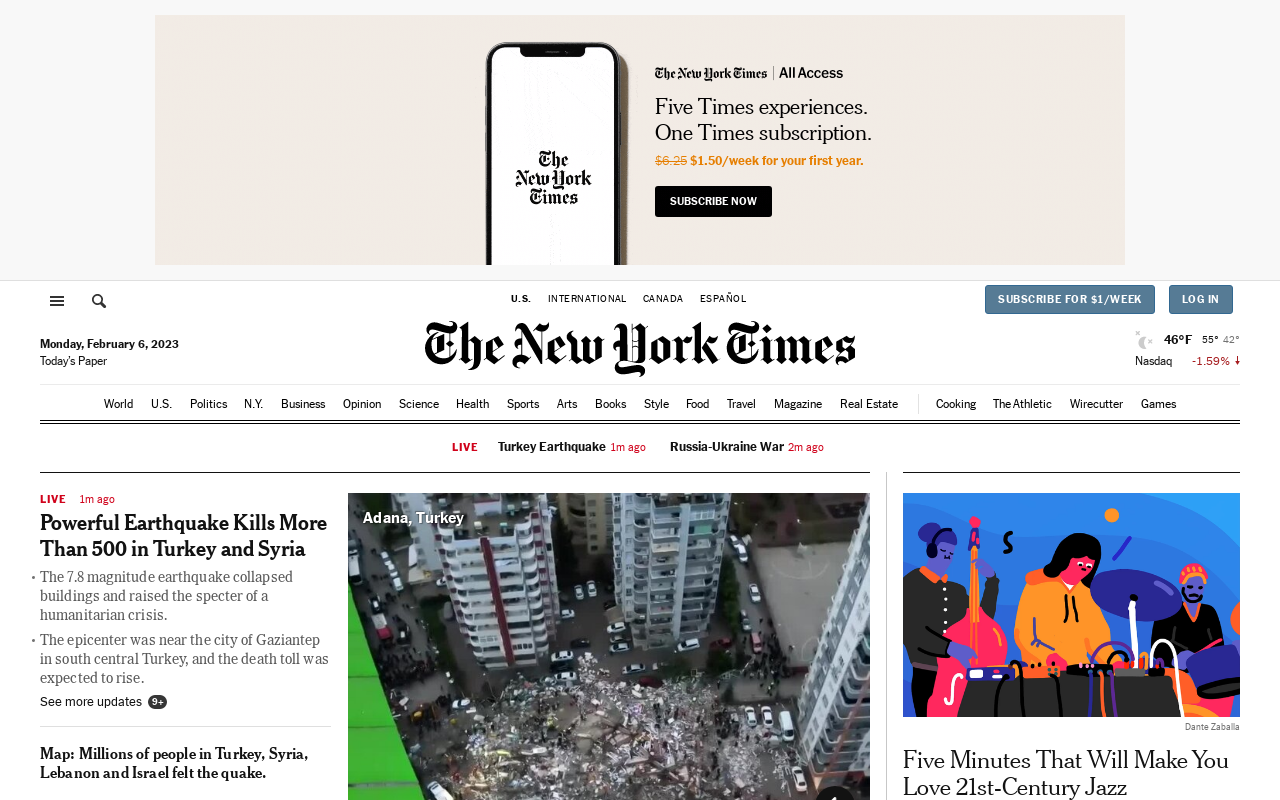 The New York Times
The New York Times | All Access
Five Times experiences.
One Times subscription.
$6.25 $1.50/week for your first year.
SUBSCRIBE NOW
U.S. INTERNATIONAL CANADA ESPAÑOL
SUBSCRIBE FOR $1/WEEK LOG IN
The New York Times
Monday, February 6, 2023
Today's Paper
46°F 55° 42°
Nasdaq -1.59%
World U.S. Politics N.Y. Business Opinion Science Health Sports Arts Books Style Food Travel Magazine Real Estate Cooking The Athletic Wirecutter Games
LIVE Turkey Earthquake 1m ago Russia-Ukraine War 2m ago
LIVE 1m ago
Powerful Earthquake Kills More
Than 500 in Turkey and Syria
• The 7.8 magnitude earthquake collapsed
buildings and raised the specter of a
humanitarian crisis.
• The epicenter was near the city of Gaziantep
in south central Turkey, and the death toll was
expected to rise.
See more updates 9+
Map: Millions of people in Turkey, Syria,
Lebanon and Israel felt the quake.
Adana, Turkey
Dante Zaballa
Five Minutes That Will Make You
Love 21st-Century Jazz